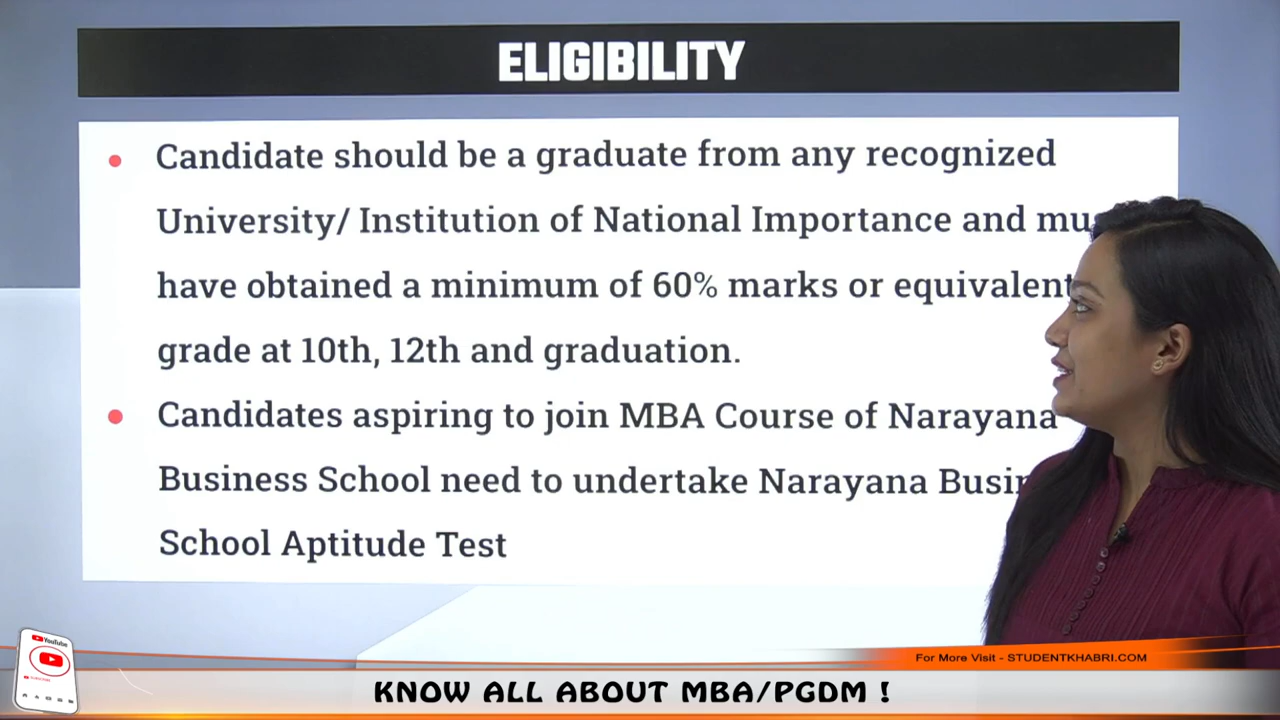 ELIGIBILITY
• Candidate should be a graduate from any recognized
University/ Institution of National Importance and
have obtained a minimum of 60% marks or equivalent
grade at 10th, 12th and graduation.
• Candidates aspiring to join MBA Course of Narayana
Business School need to undertake Narayana
School Aptitude Test
YouTube
For More Visit - STUDENTKHABRI.COM
KNOW ALL ABOUT MBA/PGDM !